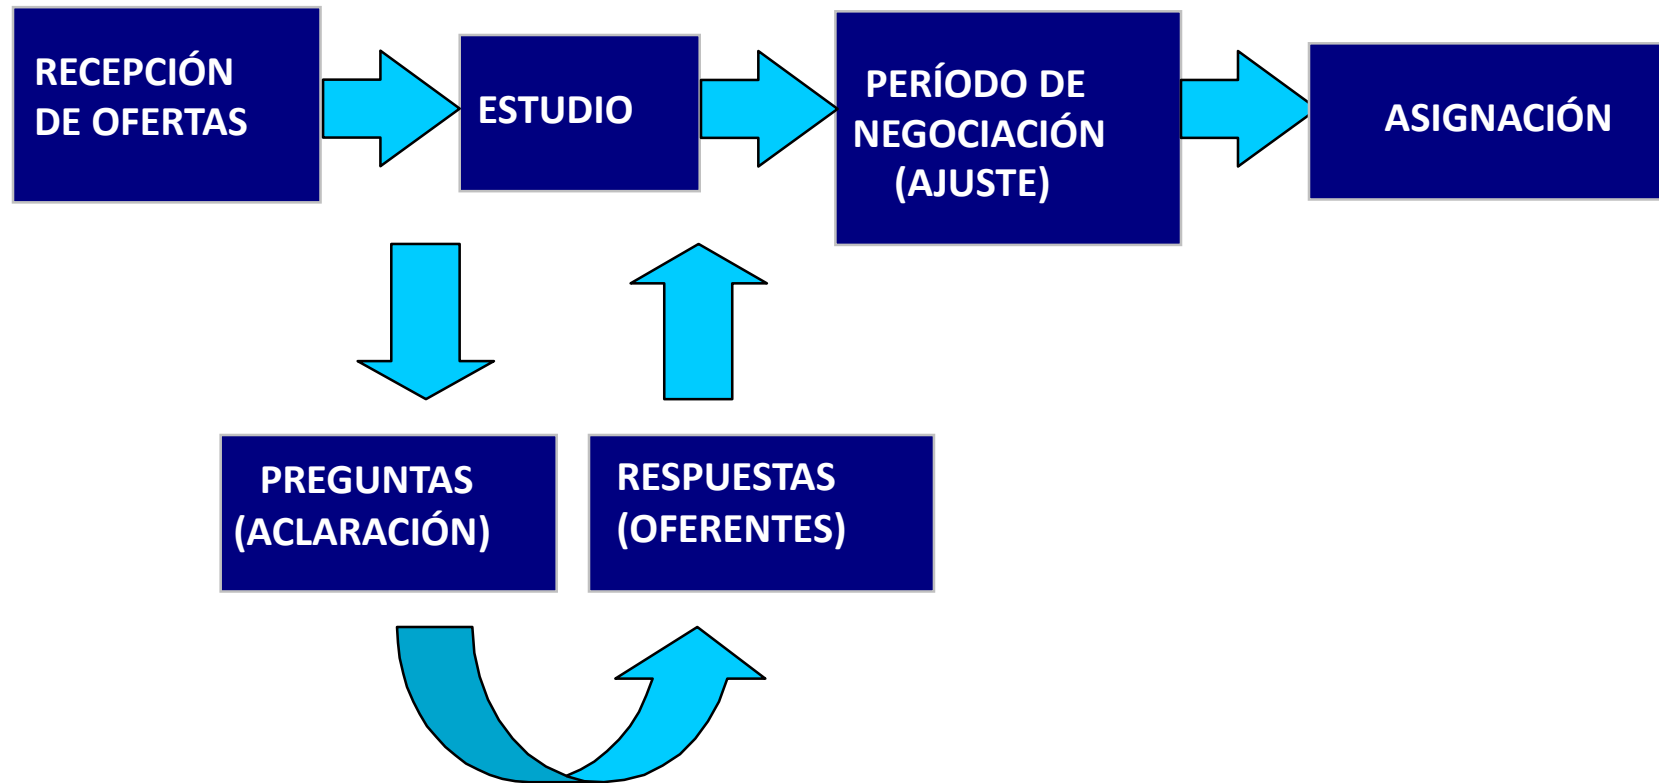 RECEPCIÓN
DE OFERTAS
ESTUDIO
PERÍODO DE
NEGOCIACIÓN
(AJUSTE)
ASIGNACIÓN
PREGUNTAS
(ACLARACIÓN)
RESPUESTAS
(OFERENTES)